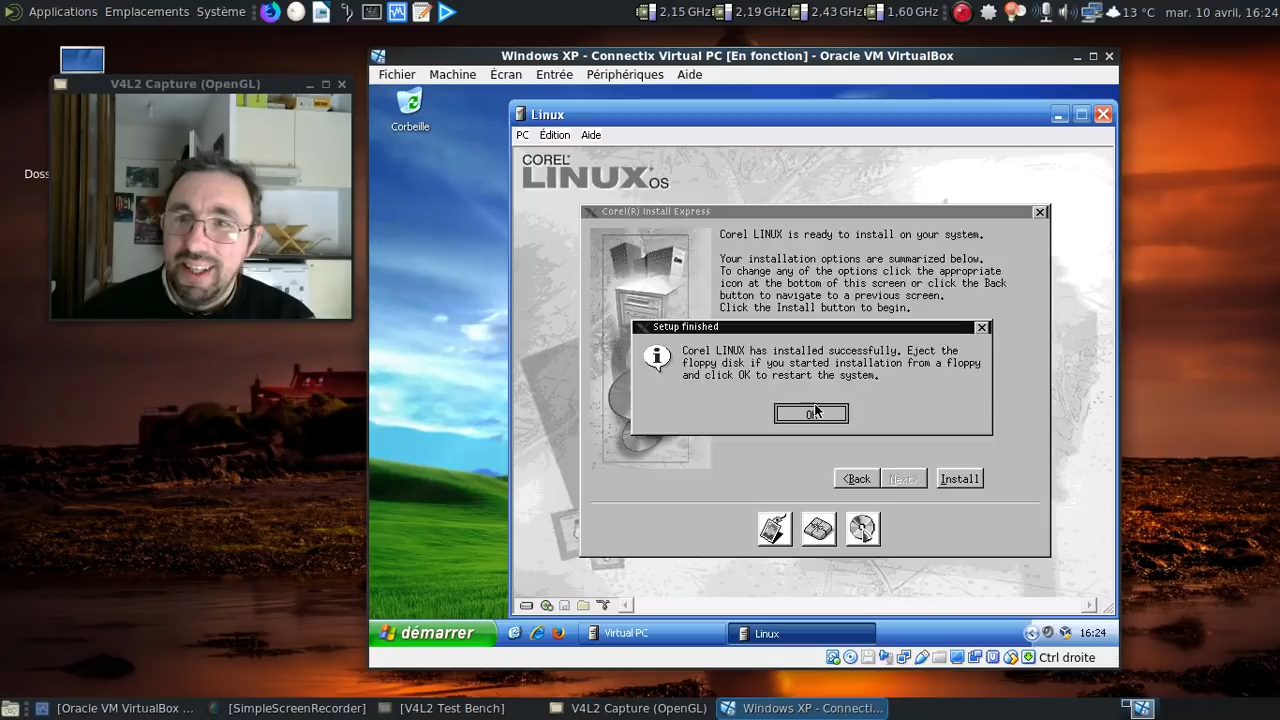 Applications Emplacements Système
2,15 GHz 2,19 GHz 2,43 GHz 1,60 GHz 13 °C mar. 10 avril, 16:24
Windows XP - Connectix Virtual PC [En fonction] - Oracle VM VirtualBox
Fichier Machine Écran Entrée Périphériques Aide
V4L2 Capture (OpenGL)
Doss
Corbeille
Linux
PC Édition Aide
COREL®
LINUX OS
Corel(R) Install Express
Corel LINUX is ready to install on your system.
Your installation options are summarized below.
To change any of the options click the appropriate
icon at the bottom of this screen or click the Back
button to navigate to a previous screen.
Click the Install button to begin.
Setup finished
Corel LINUX has installed successfully. Eject the
floppy disk if you started installation from a floppy
and click OK to restart the system.
OK
<Back Next> Install
démarrer Virtual PC Linux 16:24
Ctrl droite
[Oracle VM VirtualBox ... [SimpleScreenRecorder] [V4L2 Test Bench] V4L2 Capture (OpenGL) Windows XP - Connecti...